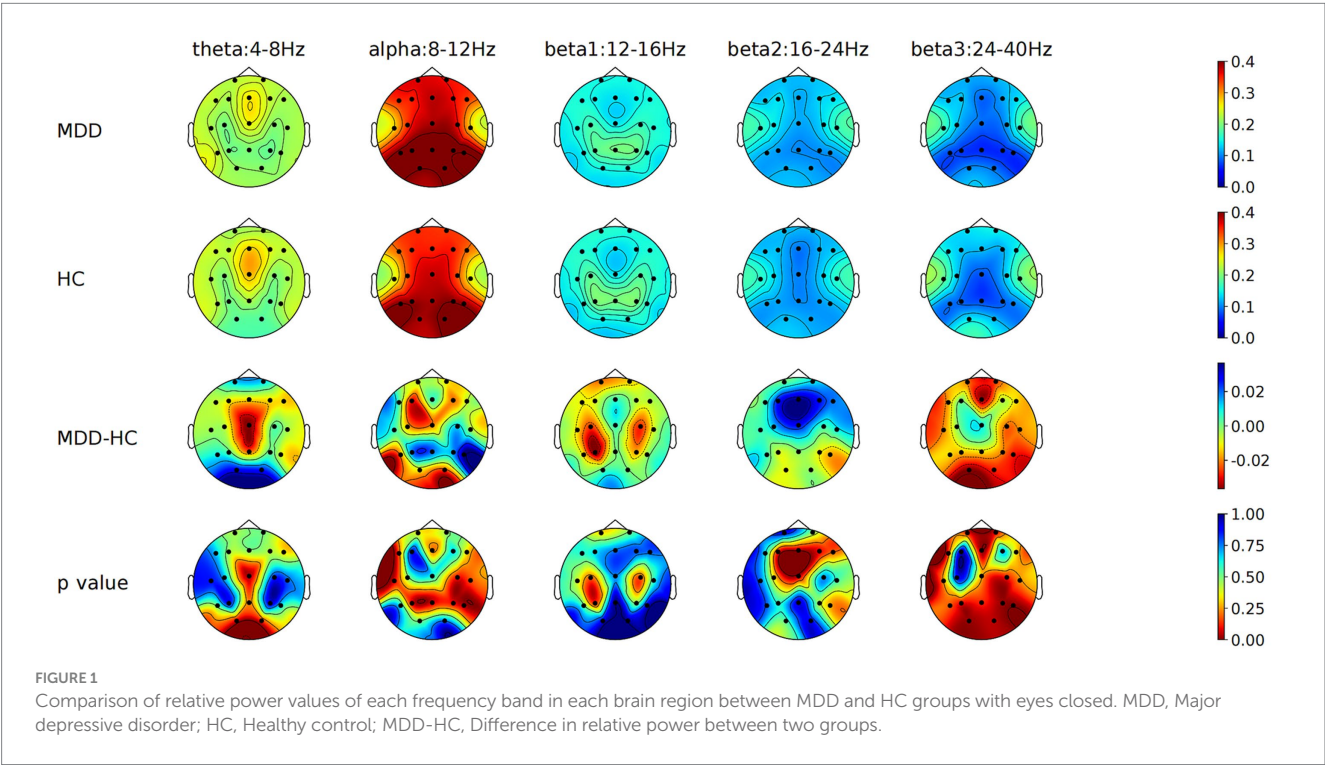 theta:4-8Hz alpha:8-12Hz beta1:12-16Hz beta2:16-24Hz beta3:24-40Hz
MDD
0.4
0.3
0.2
0.1
0.0
HC
0.4
0.3
0.2
0.1
0.0
MDD-HC
0.02
0.00
-0.02
p value
1.00
0.75
0.50
0.25
0.00
FIGURE 1
Comparison of relative power values of each frequency band in each brain region between MDD and HC groups with eyes closed. MDD, Major
depressive disorder; HC, Healthy control; MDD-HC, Difference in relative power between two groups.